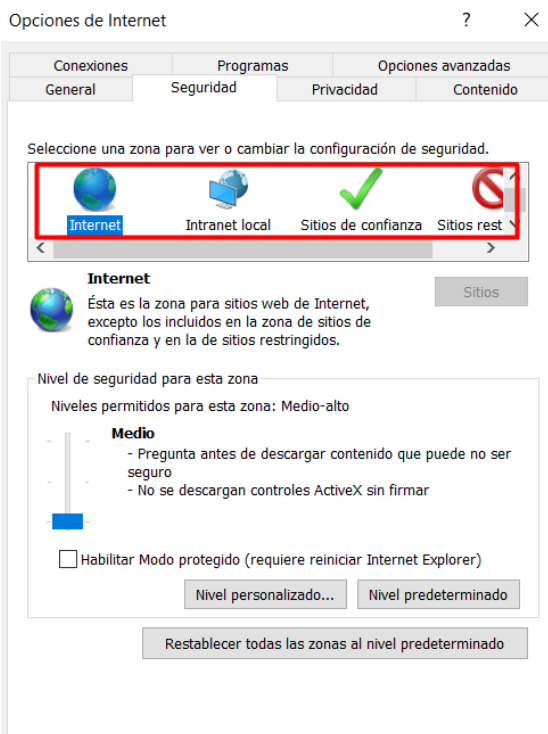 Opciones de Internet
?
Conexiones Programas Opciones avanzadas
General Seguridad Privacidad Contenido
Seleccione una zona para ver o cambiar la configuración de seguridad.
Internet Intranet local Sitios de confianza Sitios rest
Internet
Sitios
Ésta es la zona para sitios web de Internet,
excepto los incluidos en la zona de sitios de
confianza y en la de sitios restringidos.
Nivel de seguridad para esta zona
Niveles permitidos para esta zona: Medio-alto
Medio
- Pregunta antes de descargar contenido que puede no ser
seguro
- No se descargan controles ActiveX sin firmar
Habilitar Modo protegido (requiere reiniciar Internet Explorer)
Nivel personalizado... Nivel predeterminado
Restablecer todas las zonas al nivel predeterminado